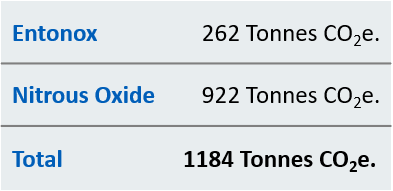 Entonox 262 Tonnes CO₂e.
Nitrous Oxide 922 Tonnes CO₂e.
Total 1184 Tonnes CO₂e.